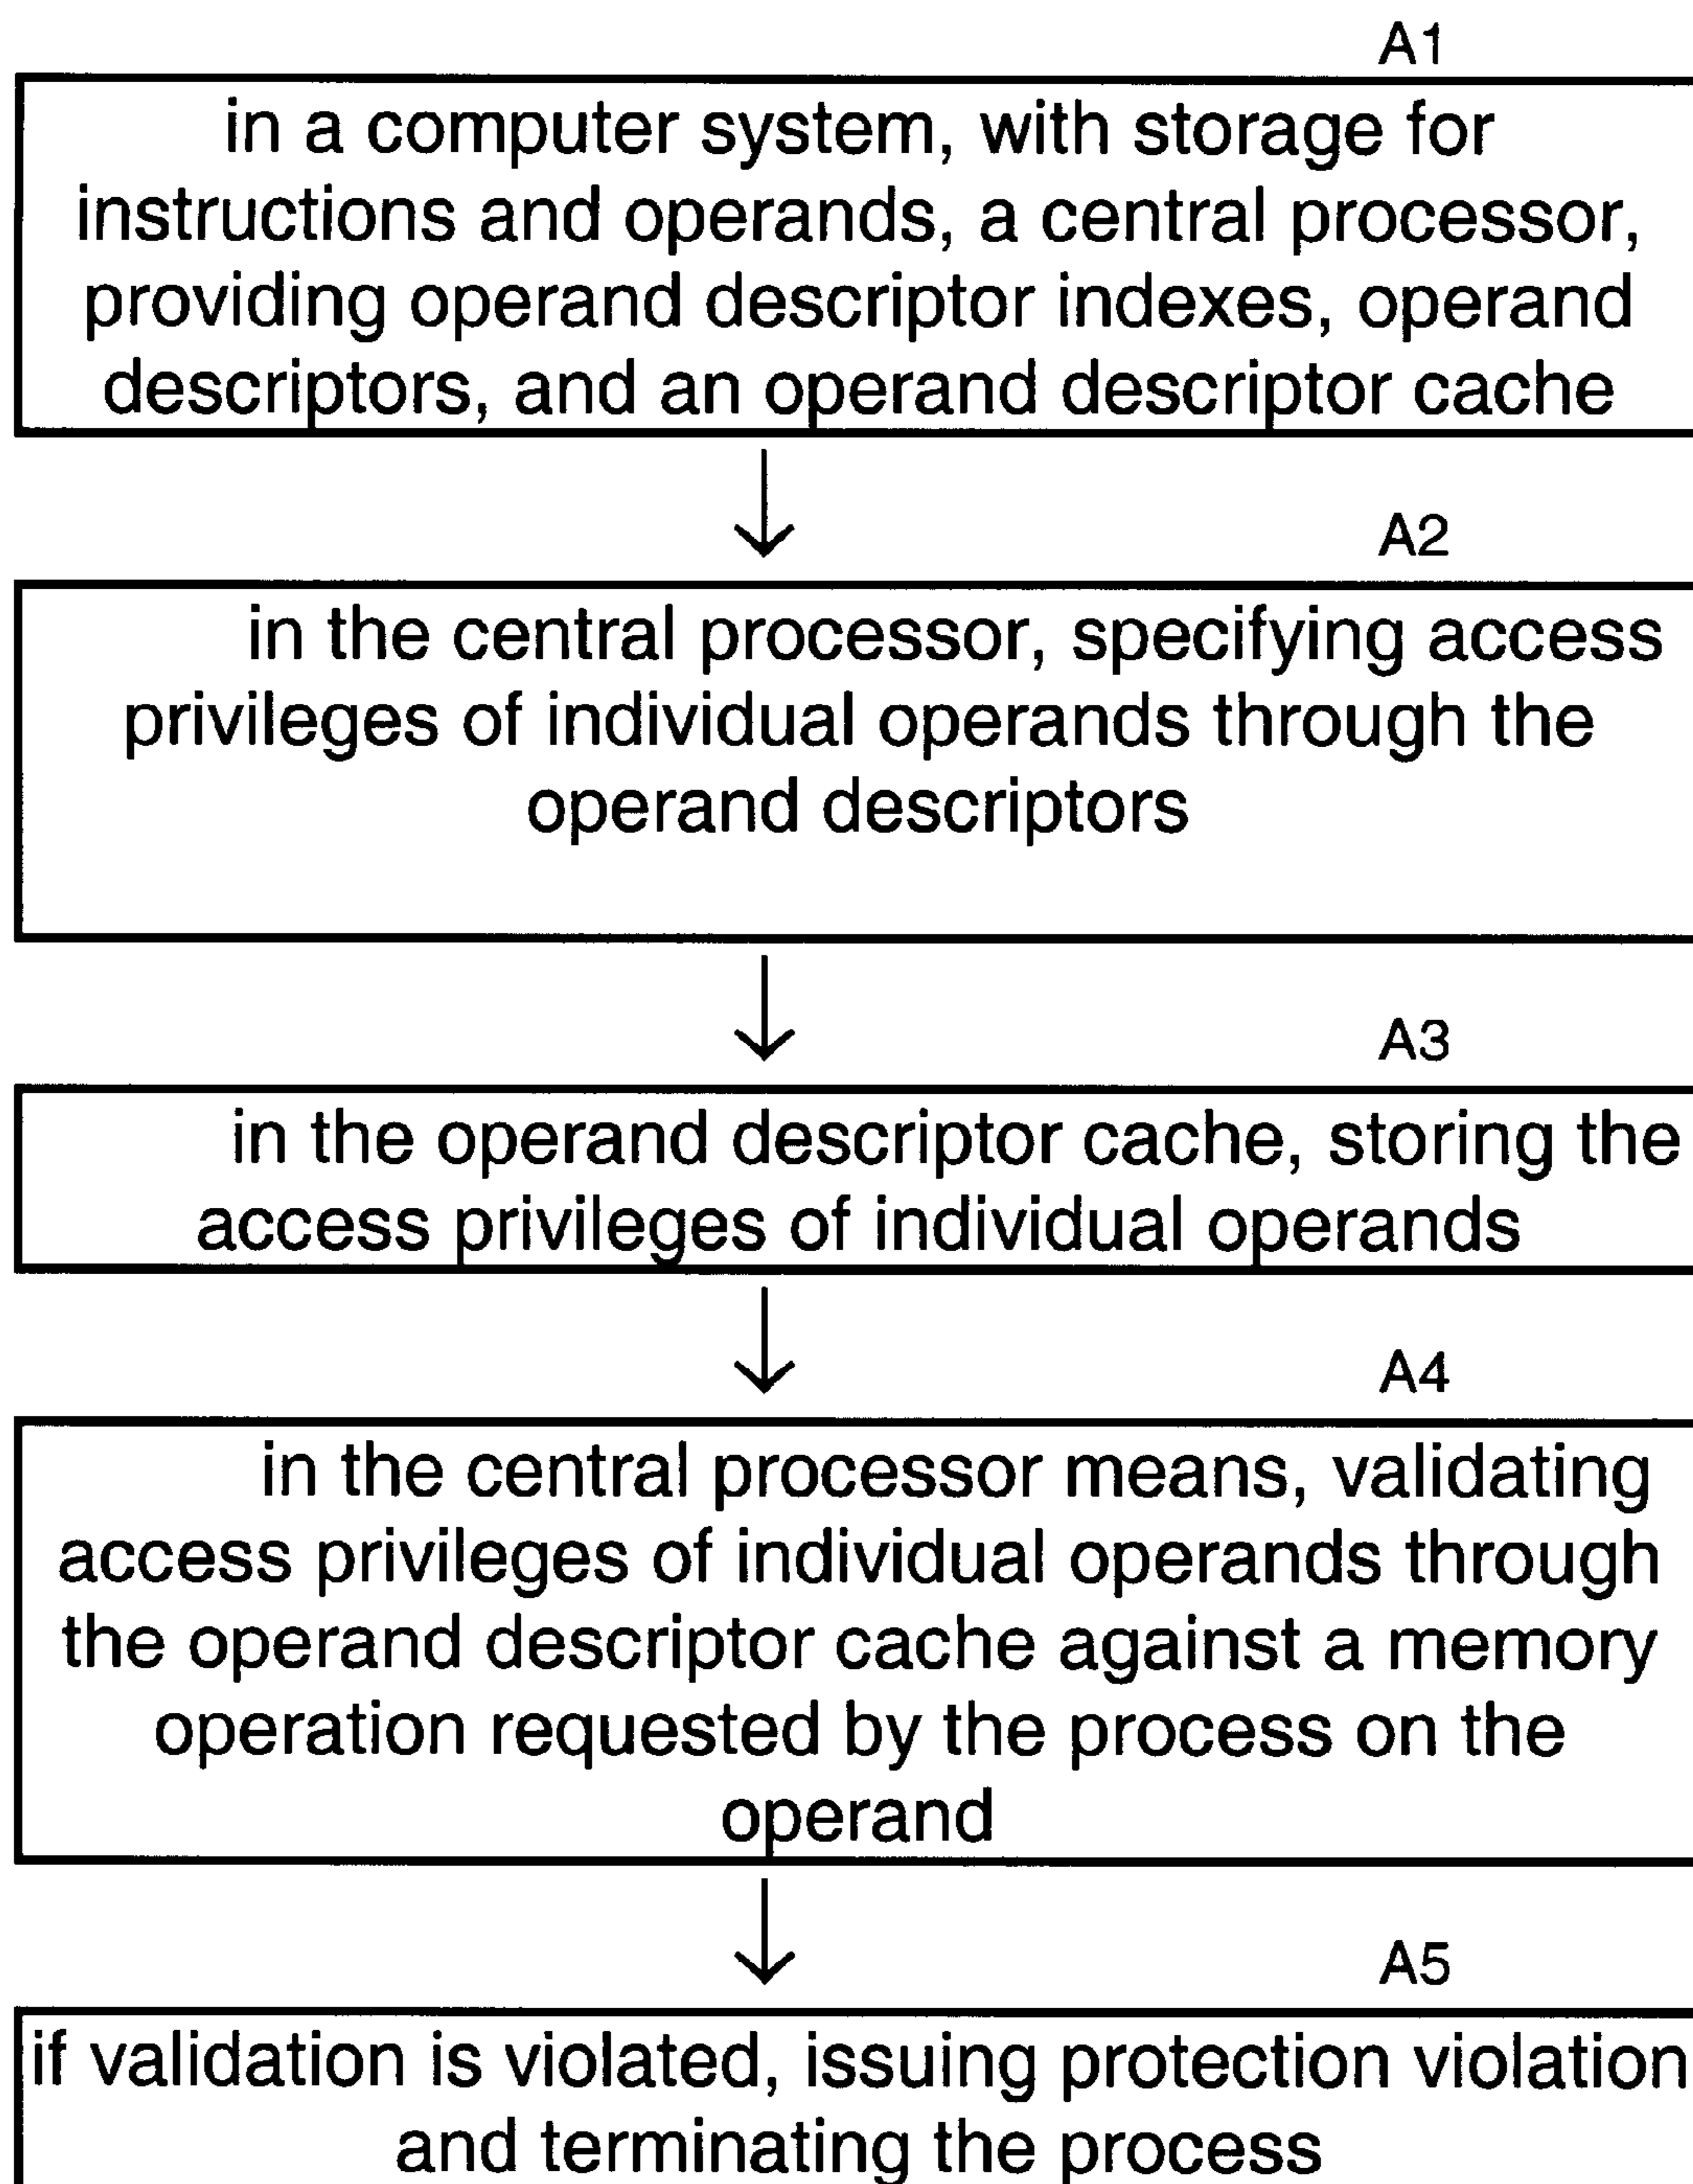 A1
in a computer system, with storage for
instructions and operands, a central processor,
providing operand descriptor indexes, operand
descriptors, and an operand descriptor cache
A2
in the central processor, specifying access
privileges of individual operands through the
operand descriptors
A3
in the operand descriptor cache, storing the
access privileges of individual operands
A4
in the central processor means, validating
access privileges of individual operands through
the operand descriptor cache against a memory
operation requested by the process on the
operand
A5
if validation is violated, issuing protection violation
and terminating the process